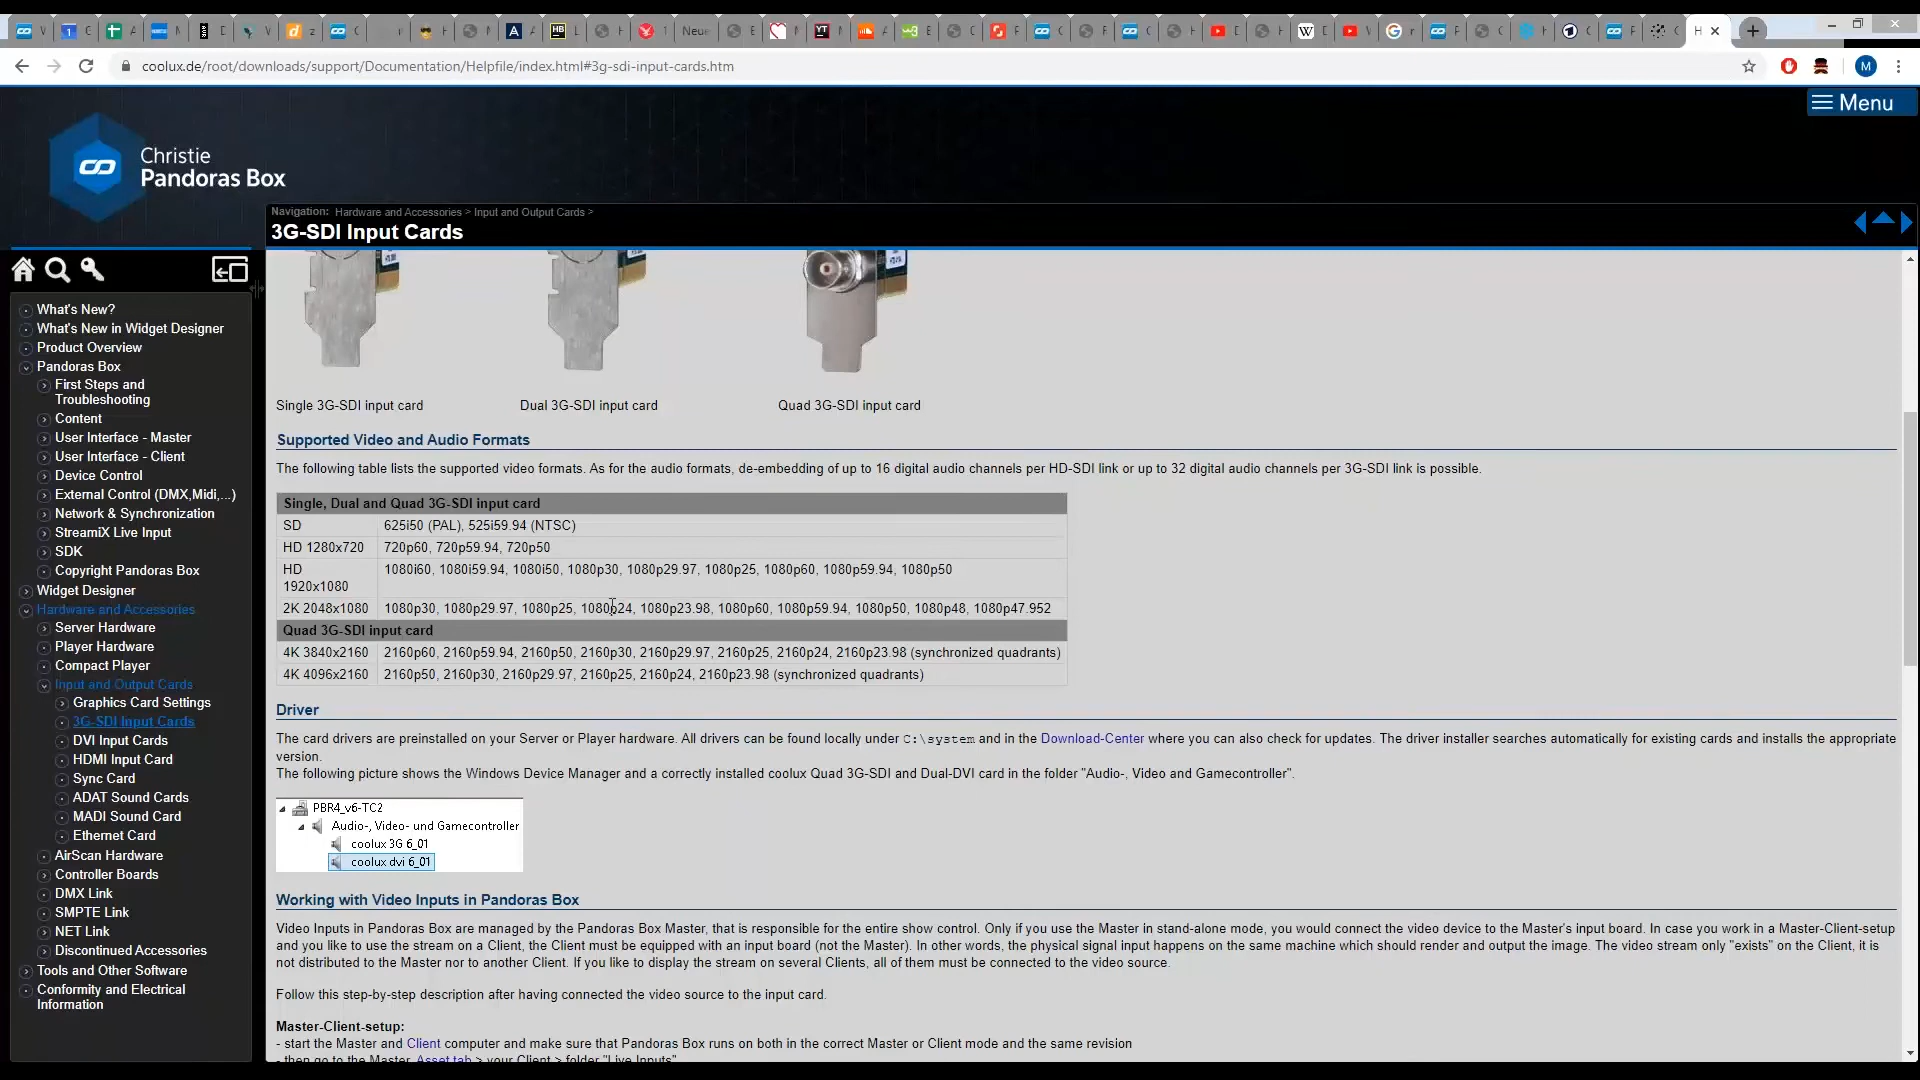 coolux.de/root/downloads/support/Documentation/Helpfile/index.html#3g-sdi-input-cards.htm
Menu
Christie
Pandoras Box
Navigation: Hardware and Accessories > Input and Output Cards >
3G-SDI Input Cards
What's New?
What's New in Widget Designer
Product Overview
Pandoras Box
First Steps and
Troubleshooting
Content
User Interface - Master
User Interface - Client
Device Control
External Control (DMX,Midi,...)
Network & Synchronization
StreamiX Live Input
SDK
Copyright Pandoras Box
Widget Designer
Hardware and Accessories
Server Hardware
Player Hardware
Compact Player
Input and Output Cards
Graphics Card Settings
3G-SDI Input Cards
DVI Input Cards
HDMI Input Card
Sync Card
ADAT Sound Cards
MADI Sound Card
Ethernet Card
AirScan Hardware
Controller Boards
DMX Link
SMPTE Link
NET Link
Discontinued Accessories
Tools and Other Software
Conformity and Electrical
Information
Single 3G-SDI input card
Dual 3G-SDI input card
Quad 3G-SDI input card
Supported Video and Audio Formats
The following table lists the supported video formats. As for the audio formats, de-embedding of up to 16 digital audio channels per HD-SDI link or up to 32 digital audio channels per 3G-SDI link is possible.
Single, Dual and Quad 3G-SDI input card
SD 625i50 (PAL), 525i59.94 (NTSC)
HD 1280x720 720p60, 720p59.94, 720p50
HD
1920x1080 1080i60, 1080i59.94, 1080i50, 1080p30, 1080p29.97, 1080p25, 1080p60, 1080p59.94, 1080p50
2K 2048x1080 1080p30, 1080p29.97, 1080p25, 1080p24, 1080p23.98, 1080p60, 1080p59.94, 1080p50, 1080p48, 1080p47.952
Quad 3G-SDI input card
4K 3840x2160 2160p60, 2160p59.94, 2160p50, 2160p30, 2160p29.97, 2160p25, 2160p24, 2160p23.98 (synchronized quadrants)
4K 4096x2160 2160p50, 2160p30, 2160p29.97, 2160p25, 2160p24, 2160p23.98 (synchronized quadrants)
Driver
The card drivers are preinstalled on your Server or Player hardware. All drivers can be found locally under C:\system and in the Download-Center where you can also check for updates. The driver installer searches automatically for existing cards and installs the appropriate
version.
The following picture shows the Windows Device Manager and a correctly installed coolux Quad 3G-SDI and Dual-DVI card in the folder "Audio-, Video and Gamecontroller".
PBR4_v6-TC2
Audio-, Video- und Gamecontroller
coolux 3G 6_01
coolux dvi 6_01
Working with Video Inputs in Pandoras Box
Video Inputs in Pandoras Box are managed by the Pandoras Box Master, that is responsible for the entire show control. Only if you use the Master in stand-alone mode, you would connect the video device to the Master's input board. In case you work in a Master-Client-setup
and you like to use the stream on a Client, the Client must be equipped with an input board (not the Master). In other words, the physical signal input happens on the same machine which should render and output the image. The video stream only "exists" on the Client, it is
not distributed to the Master nor to another Client. If you like to display the stream on several Clients, all of them must be connected to the video source.
Follow this step-by-step description after having connected the video source to the input card.
Master-Client-setup:
- start the Master and Client computer and make sure that Pandoras Box runs on both in the correct Master or Client mode and the same revision
- then go to the Master, Asset tab > your Client > folder "Live Inputs"